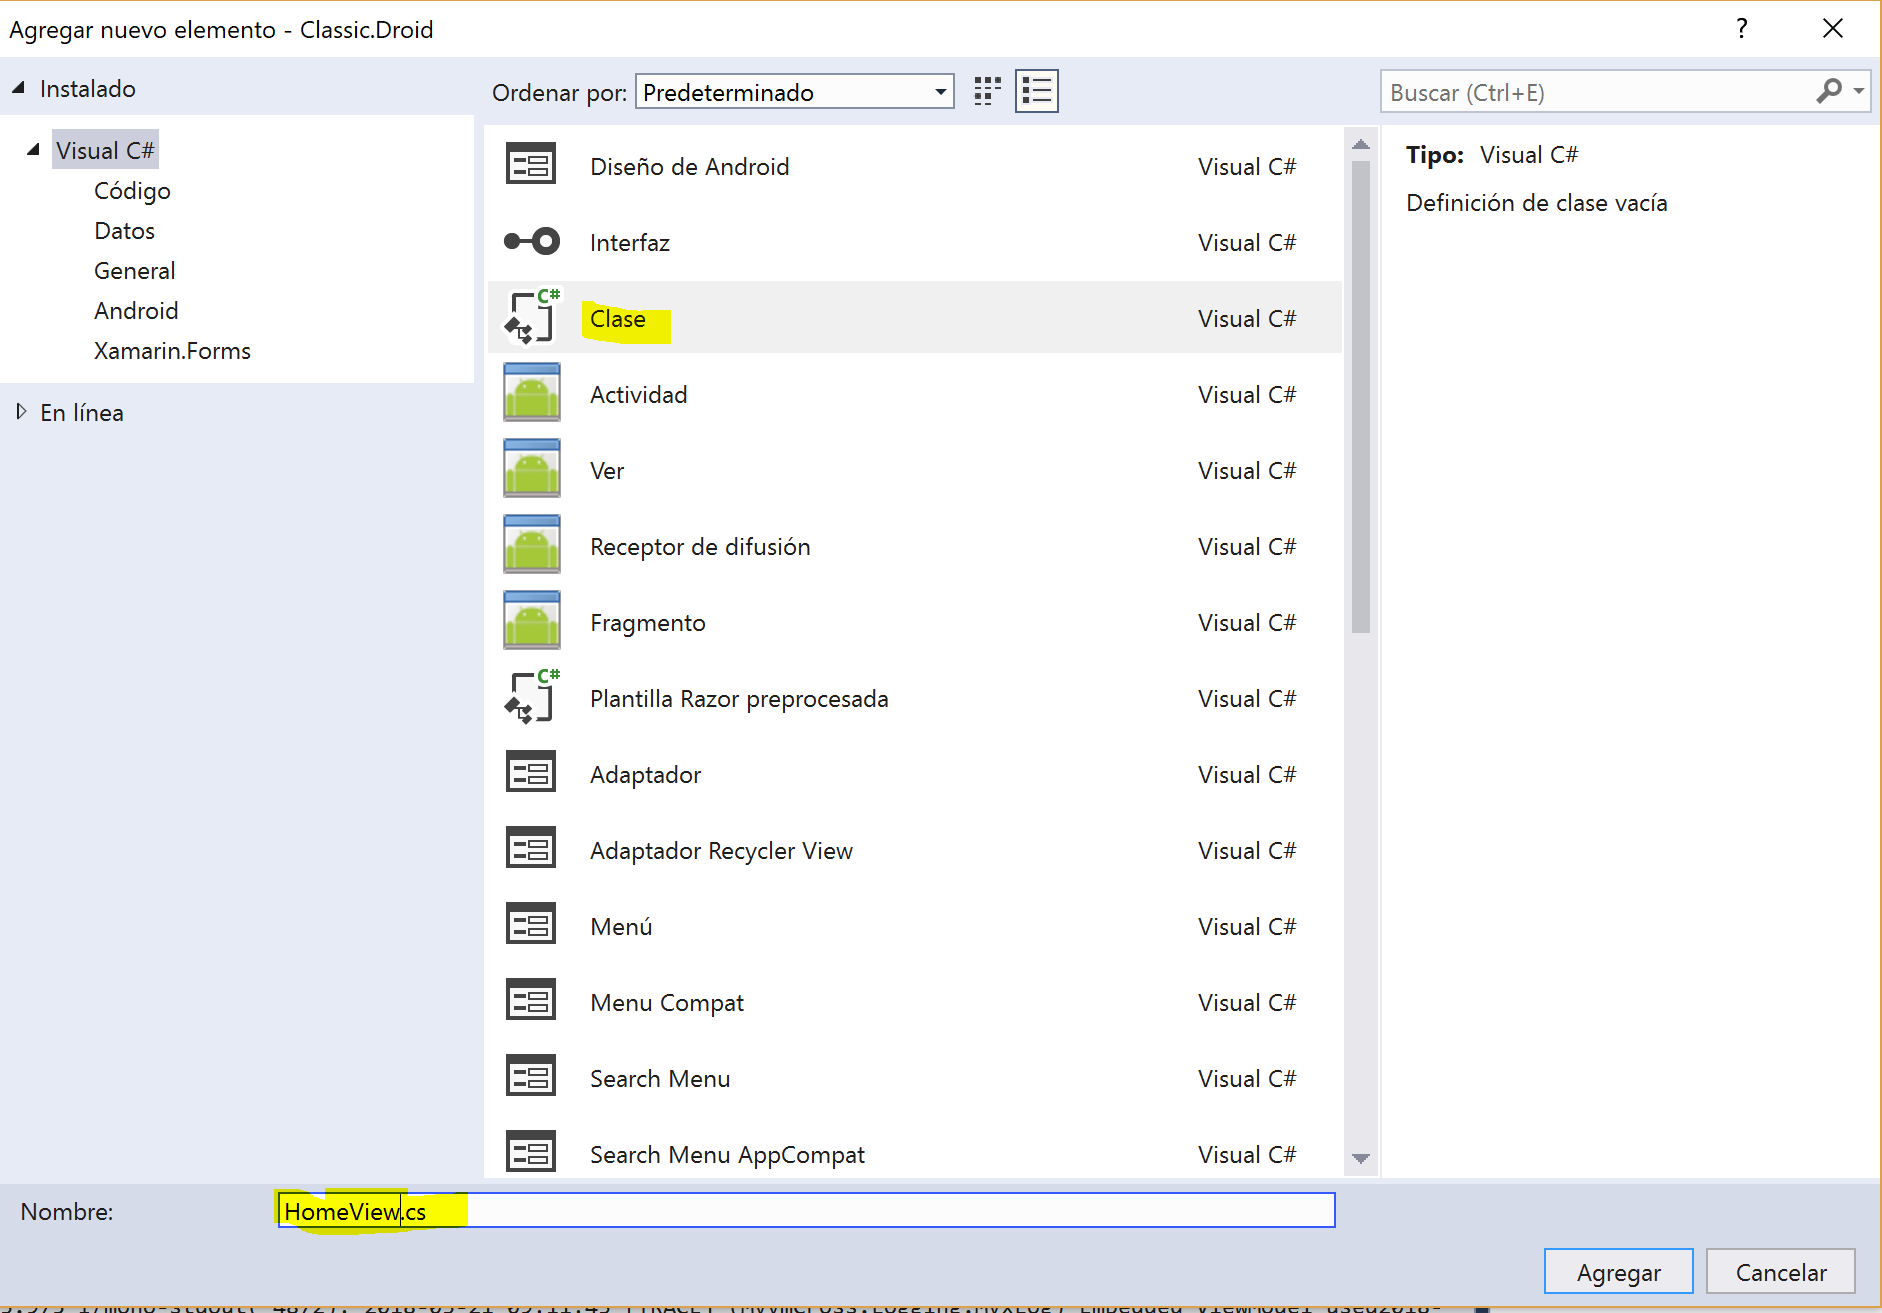 Agregar nuevo elemento - Classic.Droid
?
Instalado
Ordenar por: Predeterminado
Buscar (Ctrl+E)
Visual C#
Código
Datos
General
Android
Xamarin.Forms
En línea
Diseño de Android Visual C#
Interfaz Visual C#
C# Clase Visual C#
Actividad Visual C#
Ver Visual C#
Receptor de difusión Visual C#
Fragmento Visual C#
C# Plantilla Razor preprocesada Visual C#
Adaptador Visual C#
Adaptador Recycler View Visual C#
Menú Visual C#
Menu Compat Visual C#
Search Menu Visual C#
Search Menu AppCompat Visual C#
Tipo: Visual C#
Definición de clase vacía
Nombre: HomeView.cs
Agregar Cancelar